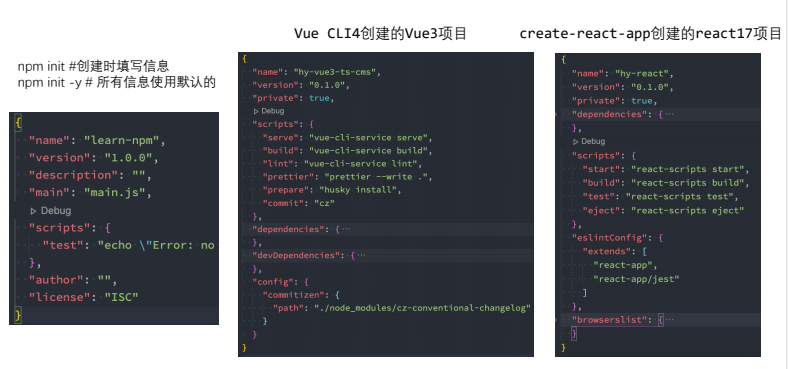 Vue CLI4创建的Vue3项目
create-react-app创建的react17项目
npm init #创建时填写信息
npm init -y # 所有信息使用默认的
{
"name": "learn-npm",
"version": "1.0.0",
"description": "",
"main": "main.js",
▷ Debug
"scripts": {
"test": "echo \"Error: no
},
"author": "",
"license": "ISC"
}
{
"name": "hy-vue3-ts-cms",
"version": "0.1.0",
"private": true,
▷ Debug
"scripts": {
"serve": "vue-cli-service serve",
"build": "vue-cli-service build",
"lint": "vue-cli-service lint",
"prettier": "prettier --write .",
"prepare": "husky install",
"commit": "cz"
},
"dependencies": {···
},
"devDependencies": {···
},
"config": {
"commitizen": {
"path": "./node_modules/cz-conventional-changelog"
}
}
}
{
"name": "hy-react",
"version": "0.1.0",
"private": true,
"dependencies": {···
},
▷ Debug
"scripts": {
"start": "react-scripts start",
"build": "react-scripts build",
"test": "react-scripts test",
"eject": "react-scripts eject"
},
"eslintConfig": {
"extends": [
"react-app",
"react-app/jest"
]
},
"browserslist": {···
}
}